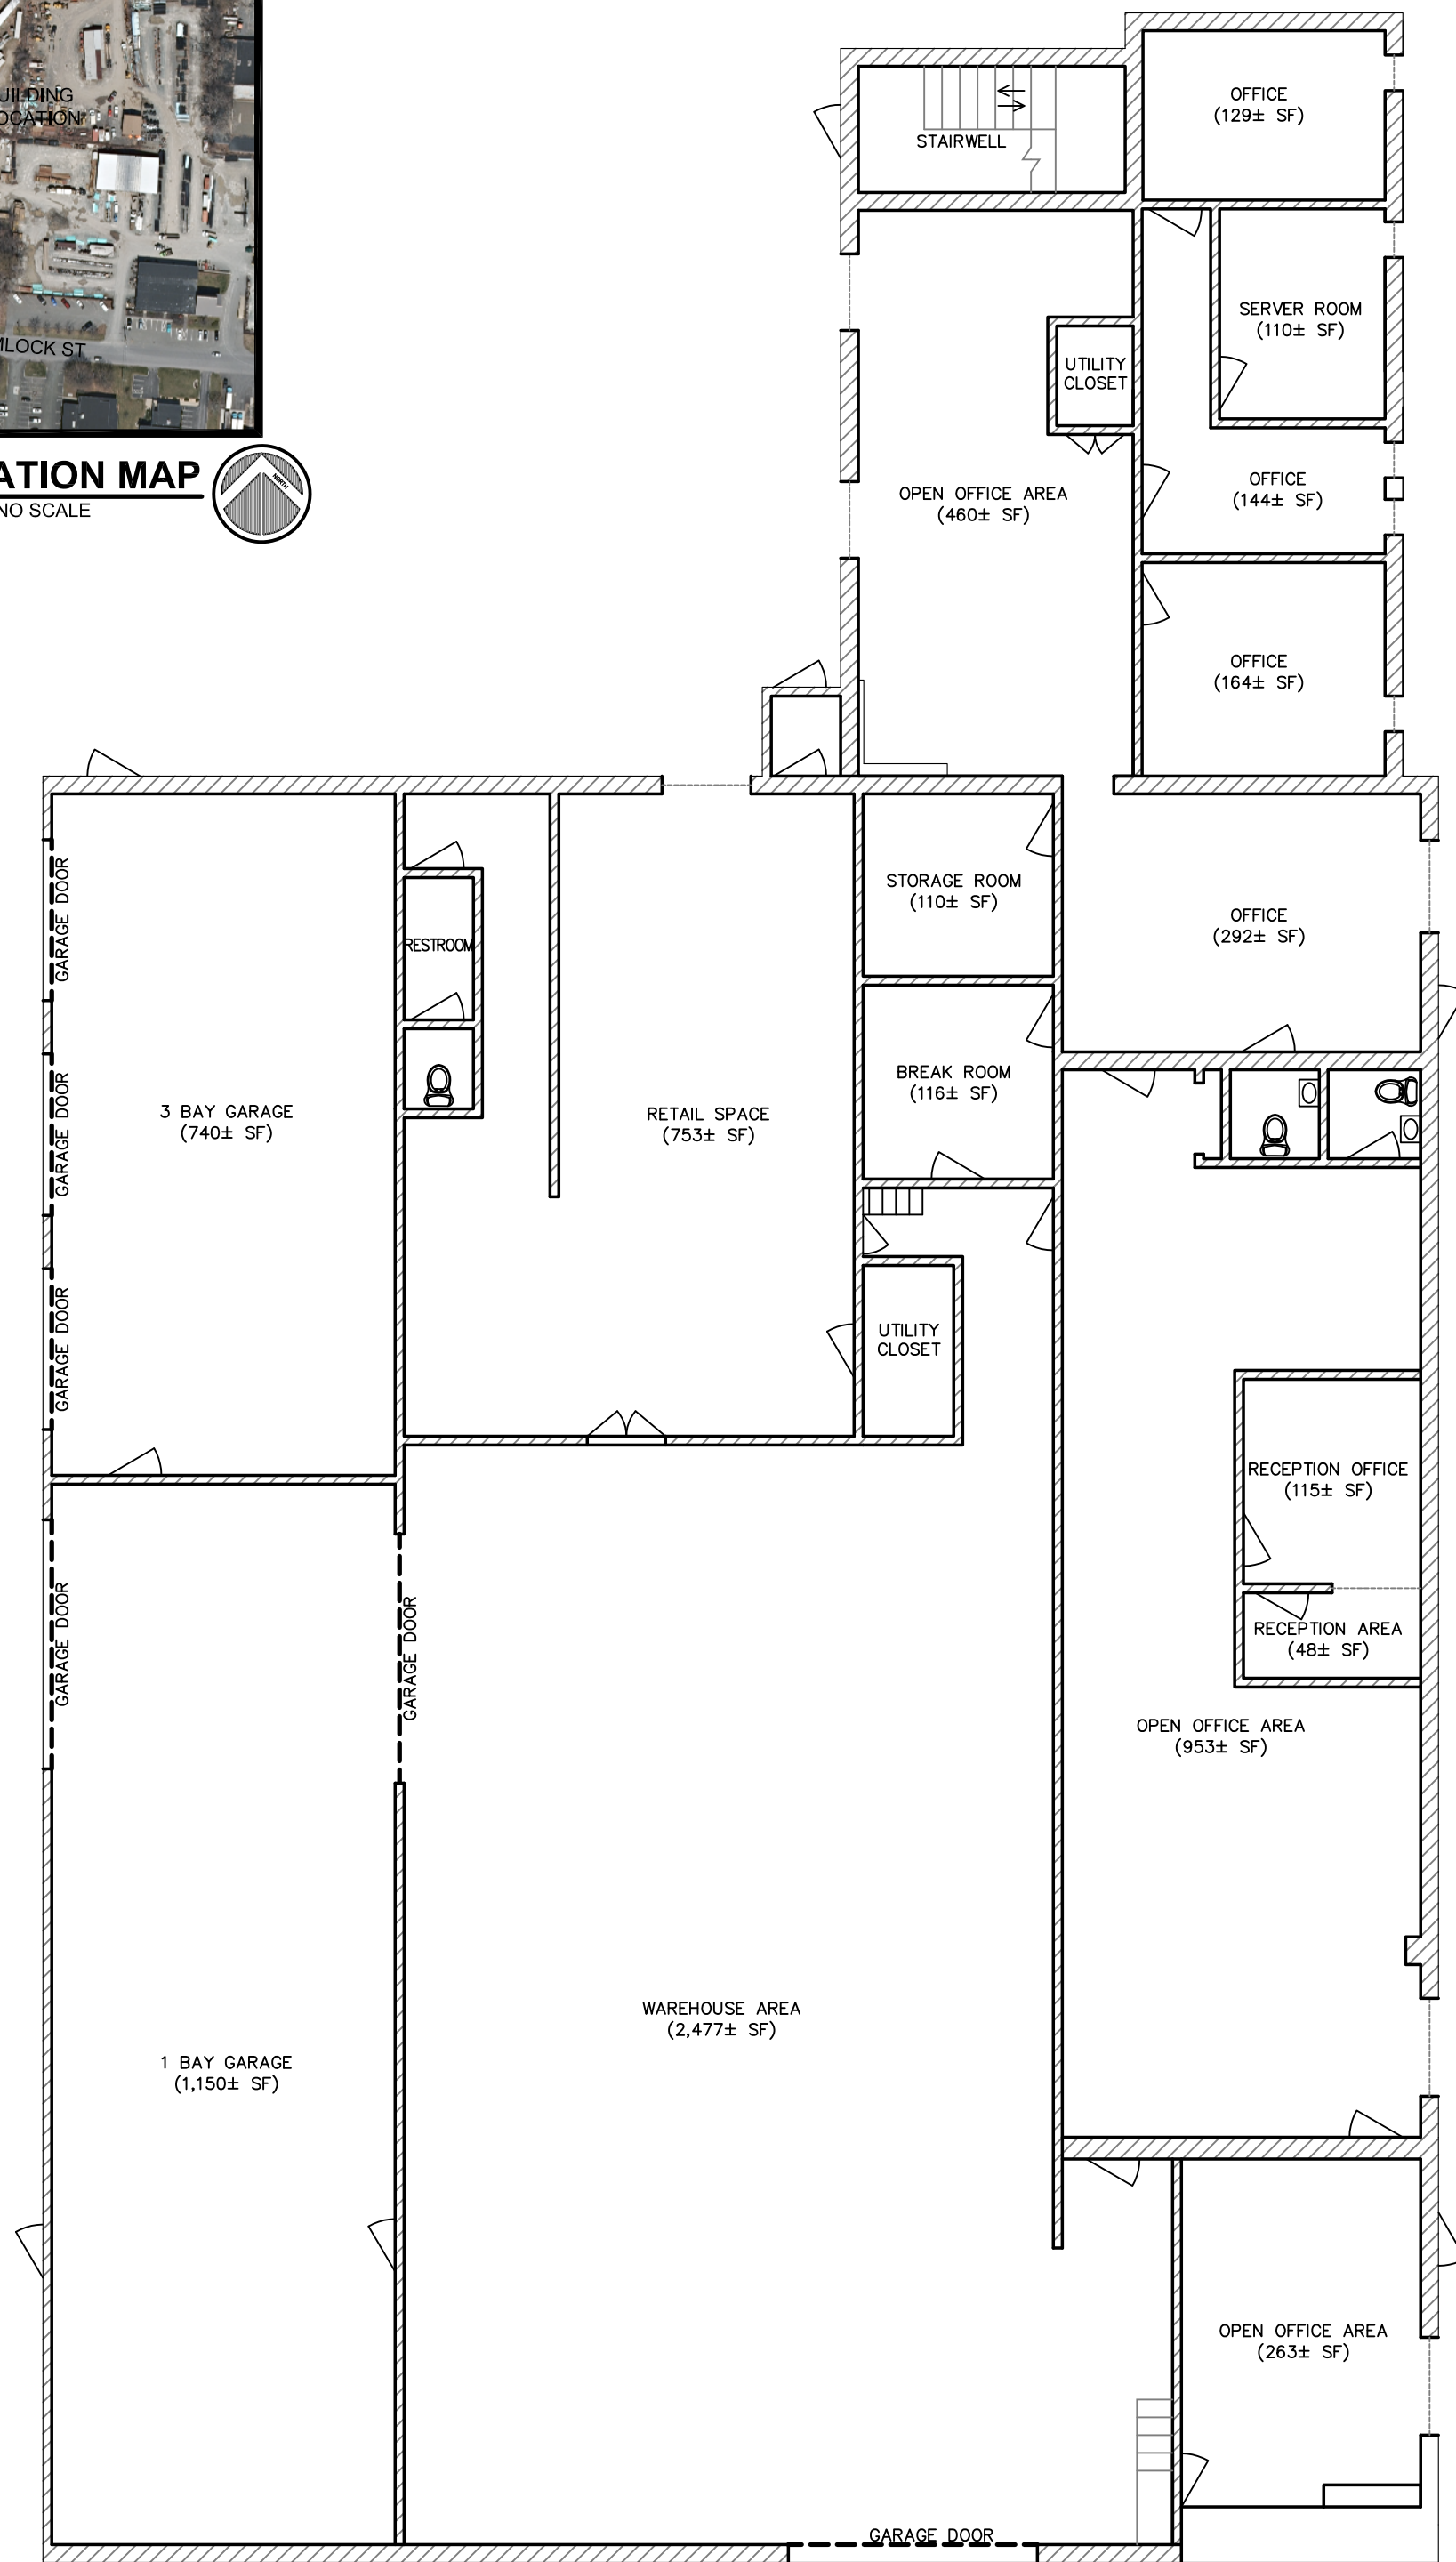 OFFICE
(129± SF)
STAIRWELL
SERVER ROOM
(110± SF)
UTILITY
CLOSET
OPEN OFFICE AREA
(460± SF)
OFFICE
(144± SF)
NO SCALE
NORTH
MAP
ST
OFFICE
(164± SF)
GARAGE DOOR
STORAGE ROOM
(110± SF)
OFFICE
(292± SF)
RESTROOM
GARAGE DOOR
3 BAY GARAGE
(740± SF)
RETAIL SPACE
(753± SF)
BREAK ROOM
(116± SF)
GARAGE DOOR
UTILITY
CLOSET
RECEPTION OFFICE
(115± SF)
GARAGE DOOR
GARAGE DOOR
RECEPTION AREA
(48± SF)
OPEN OFFICE AREA
(953± SF)
WAREHOUSE AREA
(2,477± SF)
1 BAY GARAGE
(1,150± SF)
OPEN OFFICE AREA
(263± SF)
GARAGE DOOR